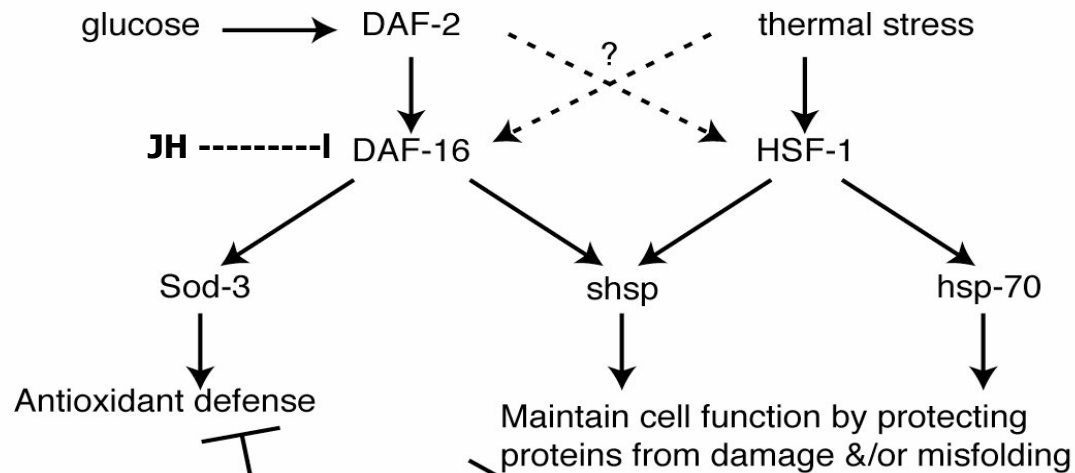 glucose DAF-2 thermal stress
?
JH DAF-16 HSF-1
Sod-3 shsp hsp-70
Antioxidant defense
Maintain cell function by protecting
proteins from damage &/or misfolding